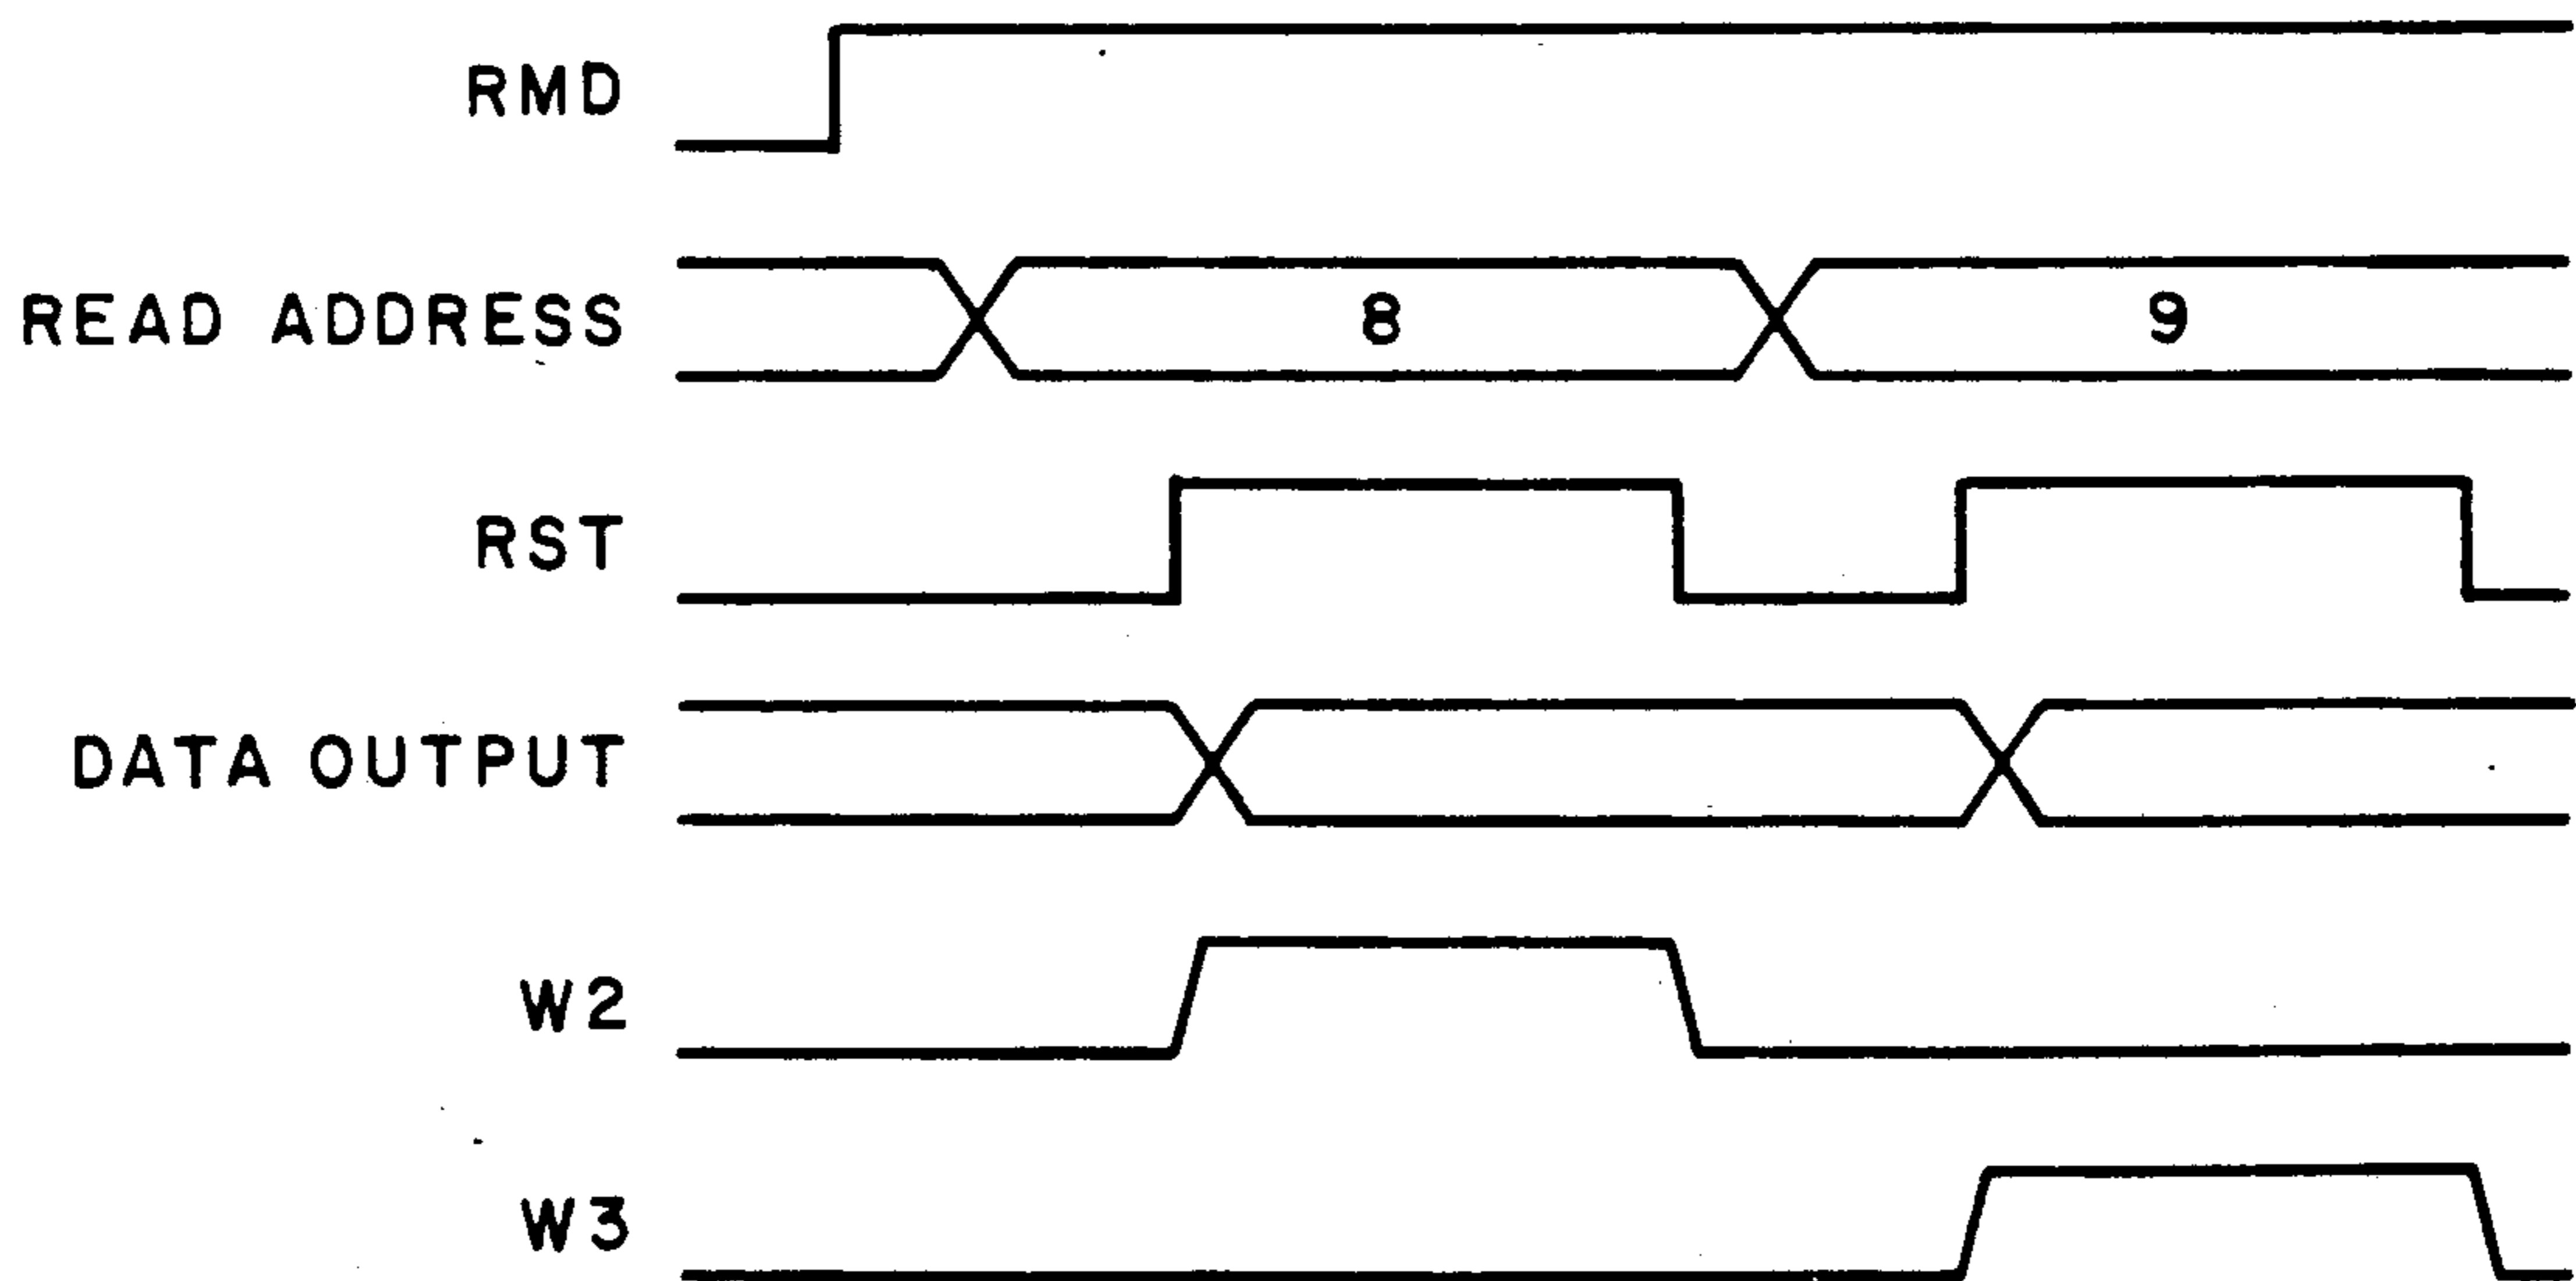 RMD
READ ADDRESS 8 9
RST
DATA OUTPUT
W2
W3